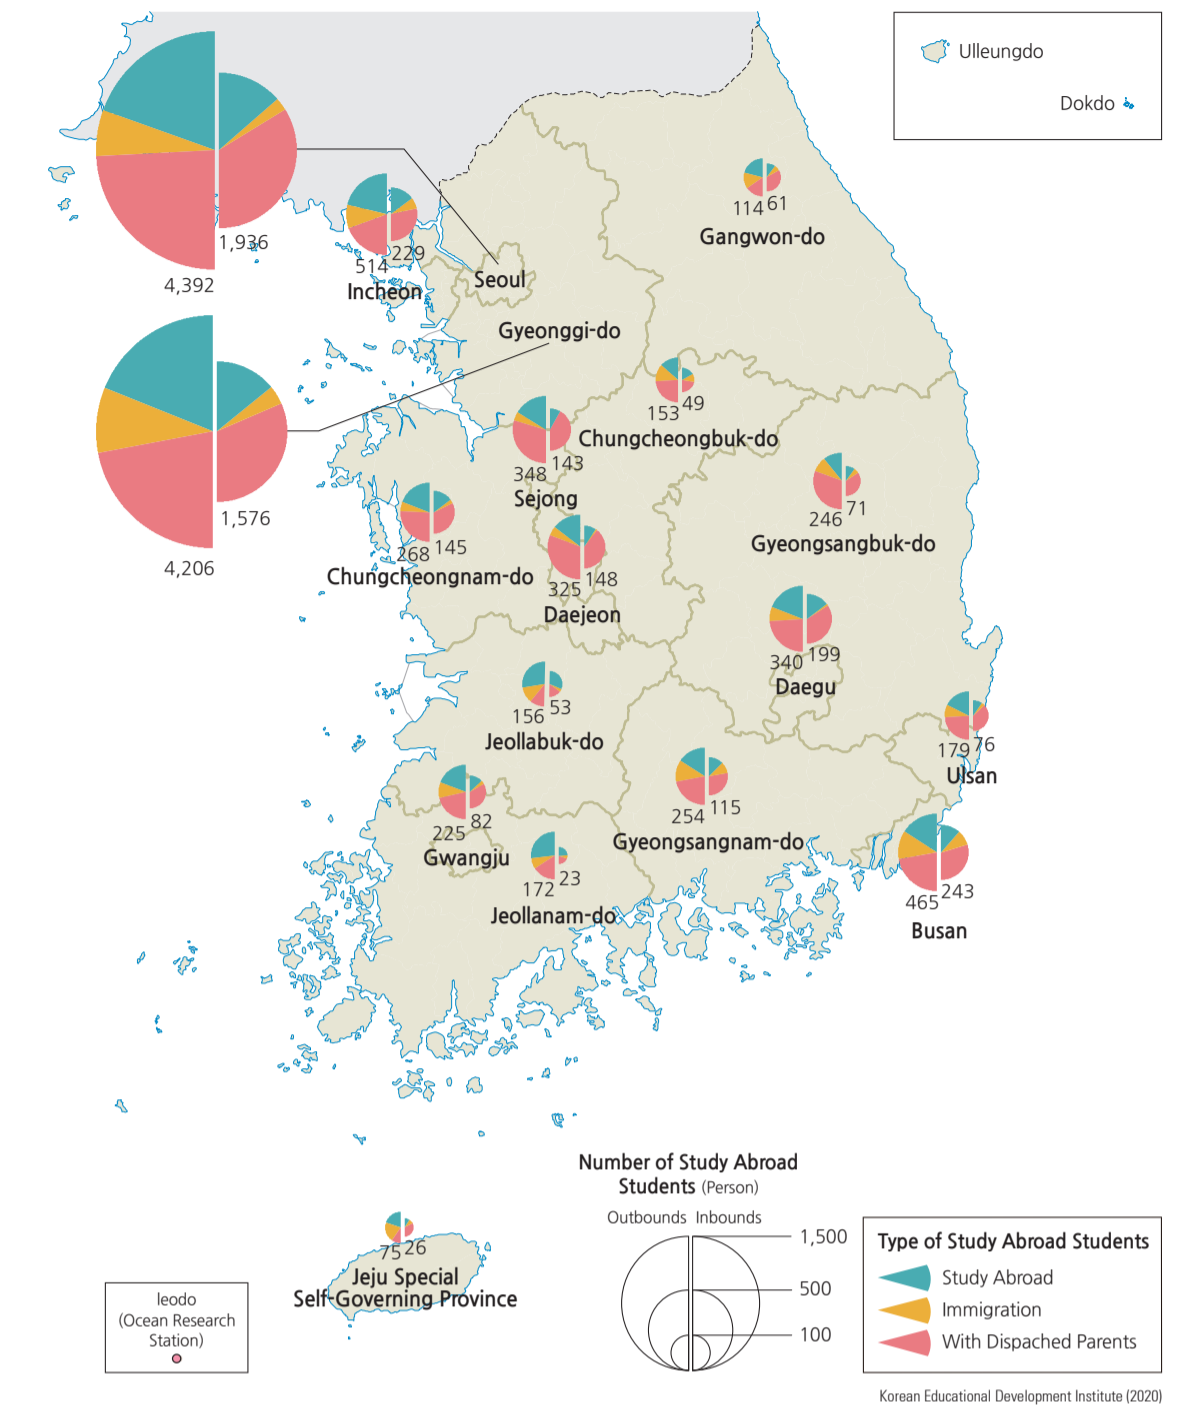 Ulleungdo
Dokdo
1,936
4,392
514
229
Incheon
Seoul
114
61
Gangwon-do
Gyeonggi-do
1,576
4,206
153
49
Chungcheongbuk-do
348
143
Sejong
246
71
Gyeongsangbuk-do
268
145
Chungcheongnam-do
325
148
Daejeon
340
199
Daegu
156
53
Jeollabuk-do
179
76
Ulsan
254
115
Gyeongsangnam-do
225
82
Gwangju
172
23
Jeollanam-do
465
243
Busan
75
26
Jeju Special
Self-Governing Province
Ieodo
(Ocean Research
Station)
Number of Study Abroad
Students (Person)
Outbounds Inbounds
1,500
500
100
Type of Study Abroad Students
Study Abroad
Immigration
With Dispached Parents
Korean Educational Development Institute (2020)